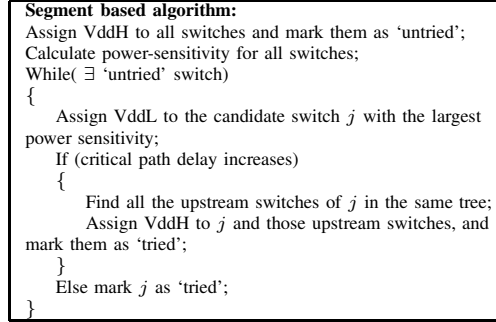 Segment based algorithm:
Assign VddH to all switches and mark them as ‘untried’;
Calculate power-sensitivity for all switches;
While( ∃ ‘untried’ switch)
{
Assign VddL to the candidate switch j with the largest
power sensitivity;
If (critical path delay increases)
{
Find all the upstream switches of j in the same tree;
Assign VddH to j and those upstream switches, and
mark them as ‘tried’;
}
Else mark j as ‘tried’;
}